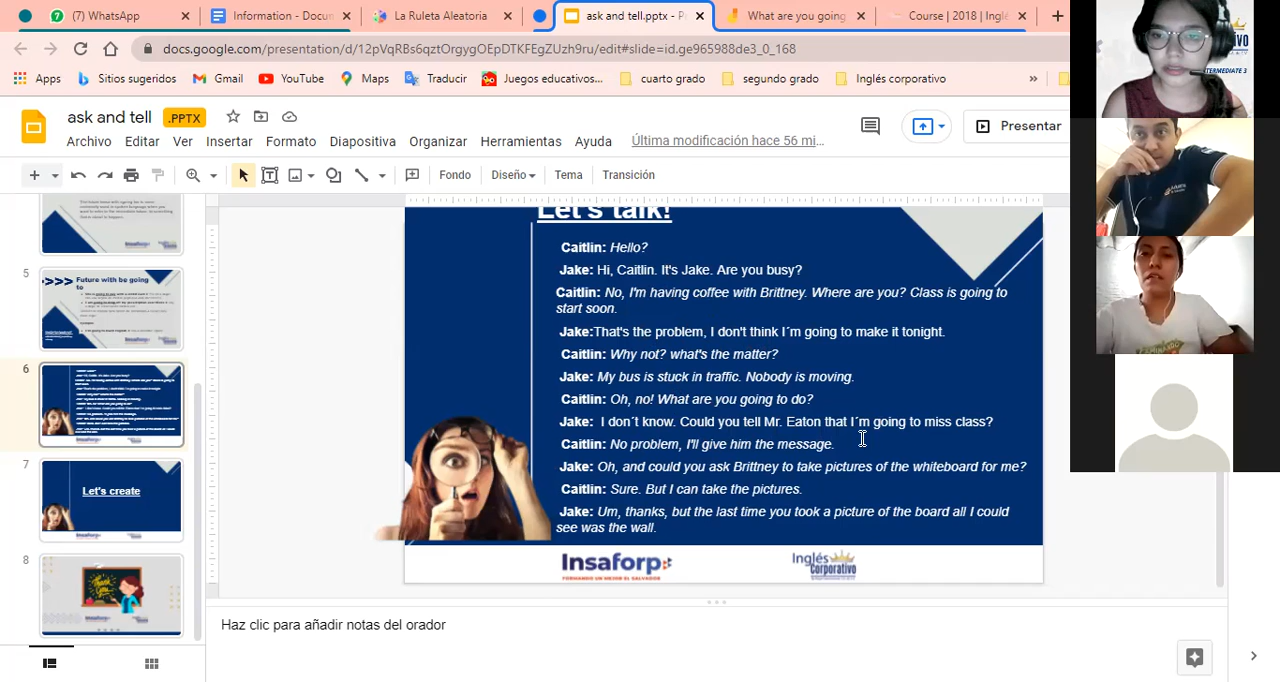 (7) WhatsApp
Information - Docum
La Ruleta Aleatoria
ask and tell.pptx - P
What are you going
Course | 2018 | Inglé
docs.google.com/presentation/d/12pVqRBs6qztOrgygOEpDTKFEgZUzh9ru/edit#slide=id.ge965988de3_0_168
Apps
Sitios sugeridos
Gmail
YouTube
Maps
Traducir
Juegos educativos...
cuarto grado
segundo grado
Inglés corporativo
ask and tell
.PPTX
Archivo
Editar
Ver
Insertar
Formato
Diapositiva
Organizar
Herramientas
Ayuda
Última modificación hace 56 mi...
Presentar
Fondo
Diseño
Tema
Transición
5
Future with be going
to
6
7
Let's create
8
Thank
You
Let's talk!
Caitlin: Hello?
Jake: Hi, Caitlin. It's Jake. Are you busy?
Caitlin: No, I'm having coffee with Brittney. Where are you? Class is going to
start soon.
Jake:That's the problem, I don't think I´m going to make it tonight.
Caitlin: Why not? what's the matter?
Jake: My bus is stuck in traffic. Nobody is moving.
Caitlin: Oh, no! What are you going to do?
Jake: I don´t know. Could you tell Mr. Eaton that I´m going to miss class?
Caitlin: No problem, I'll give him the message.
Jake: Oh, and could you ask Brittney to take pictures of the whiteboard for me?
Caitlin: Sure. But I can take the pictures.
Jake: Um, thanks, but the last time you took a picture of the board all I could
see was the wall.
Insaforp
FORMANDO UN MEJOR EL SALVADOR
Inglés
Corporativo
Haz clic para añadir notas del orador
TERMEDIATE 3